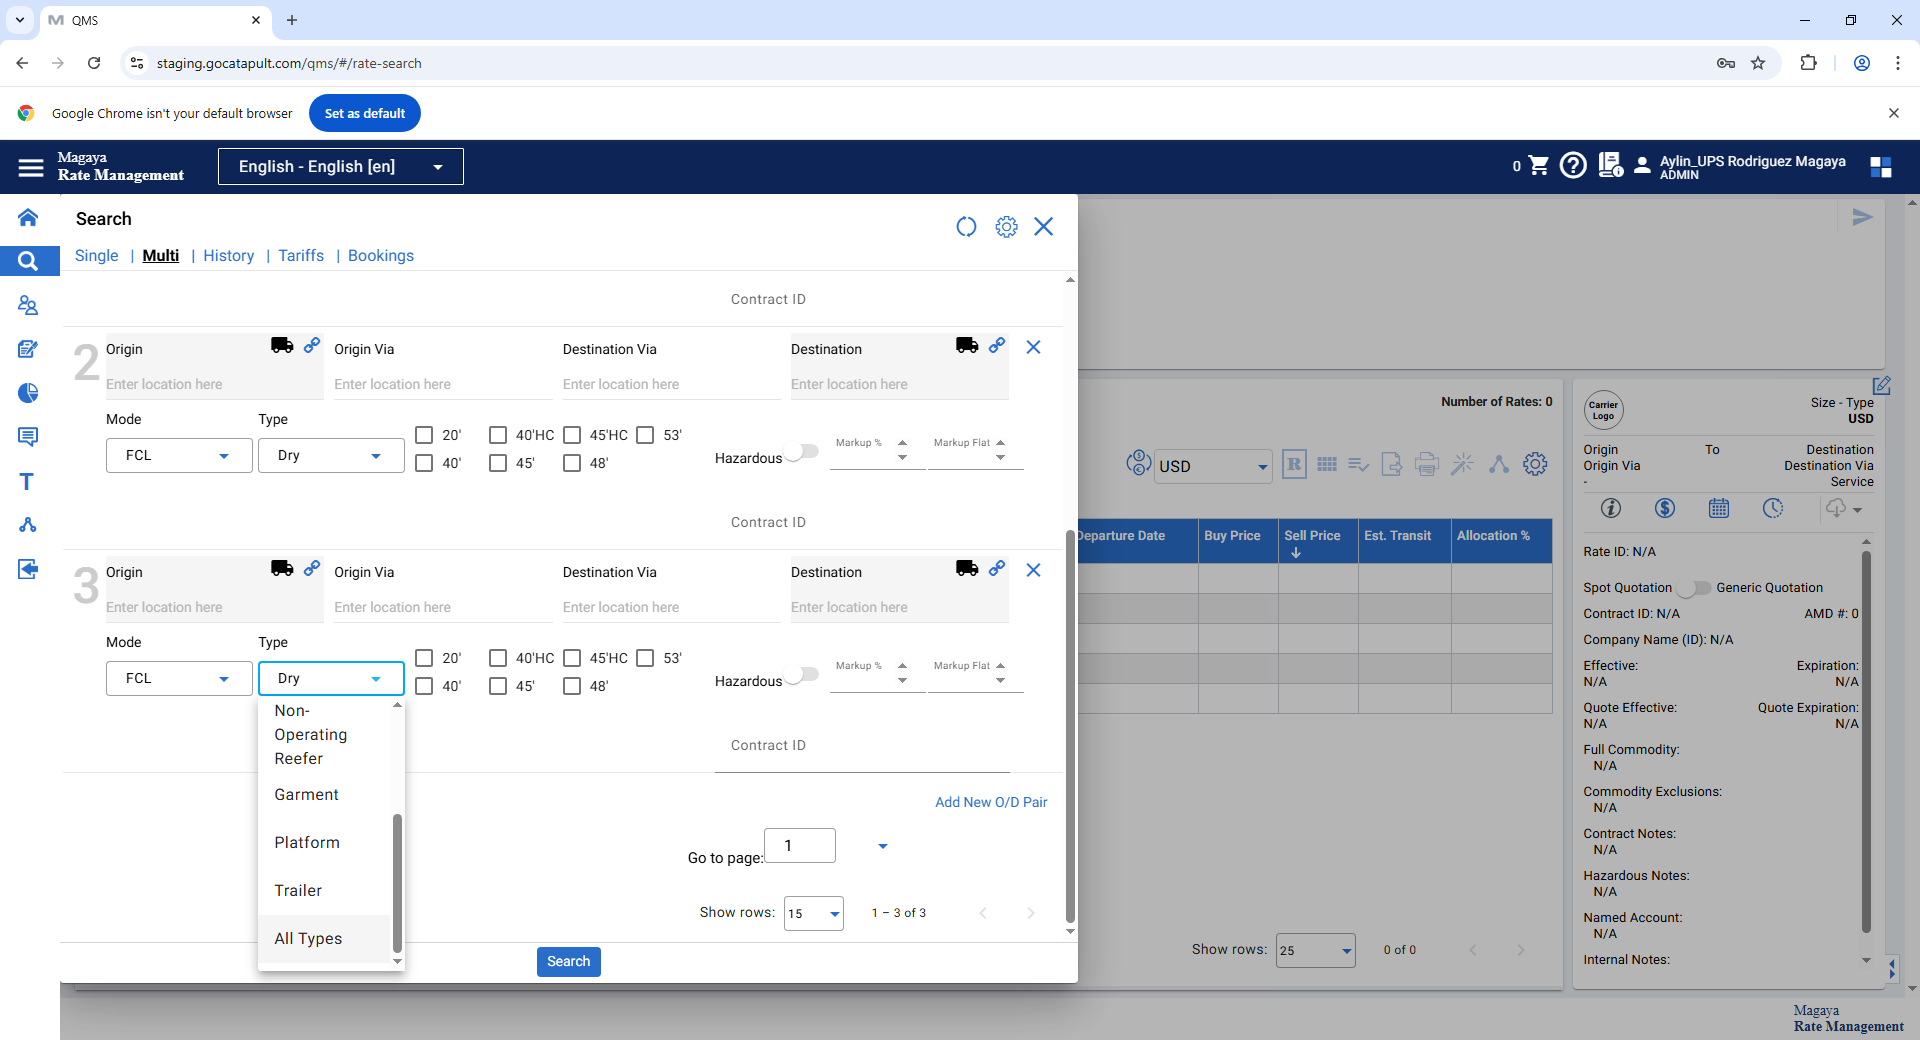 QMS
staging.gocatapult.com/qms/#/rate-search
Google Chrome isn't your default browser
Set as default
Magaya
Rate Management
English - English [en]
0
Aylin_UPS Rodriguez Magaya
ADMIN
Search
Single | Multi | History | Tariffs | Bookings
Contract ID
2
Origin
Origin Via
Destination Via
Destination
Enter location here
Enter location here
Enter location here
Enter location here
Mode
Type
FCL
Dry
20'
40'HC
45'HC
53'
40'
45'
48'
Hazardous
Markup %
Markup Flat
Contract ID
3
Origin
Origin Via
Destination Via
Destination
Enter location here
Enter location here
Enter location here
Enter location here
Mode
Type
FCL
Dry
20'
40'HC
45'HC
53'
40'
45'
48'
Hazardous
Markup %
Markup Flat
Non-
Operating
Reefer
Garment
Platform
Trailer
All Types
Contract ID
Add New O/D Pair
Go to page: 1
Show rows: 15
1 – 3 of 3
Search
Number of Rates: 0
USD
R
Departure Date
Buy Price
Sell Price
Est. Transit
Allocation %
Show rows: 25
0 of 0
Carrier
Logo
Size - Type
USD
Origin
To
Destination
Origin Via
Destination Via
-
Service
Rate ID: N/A
Spot Quotation
Generic Quotation
Contract ID: N/A
AMD #: 0
Company Name (ID): N/A
Effective:
Expiration:
N/A
N/A
Quote Effective:
Quote Expiration:
N/A
N/A
Full Commodity:
N/A
Commodity Exclusions:
N/A
Contract Notes:
N/A
Hazardous Notes:
N/A
Named Account:
N/A
Internal Notes:
Magaya
Rate Management